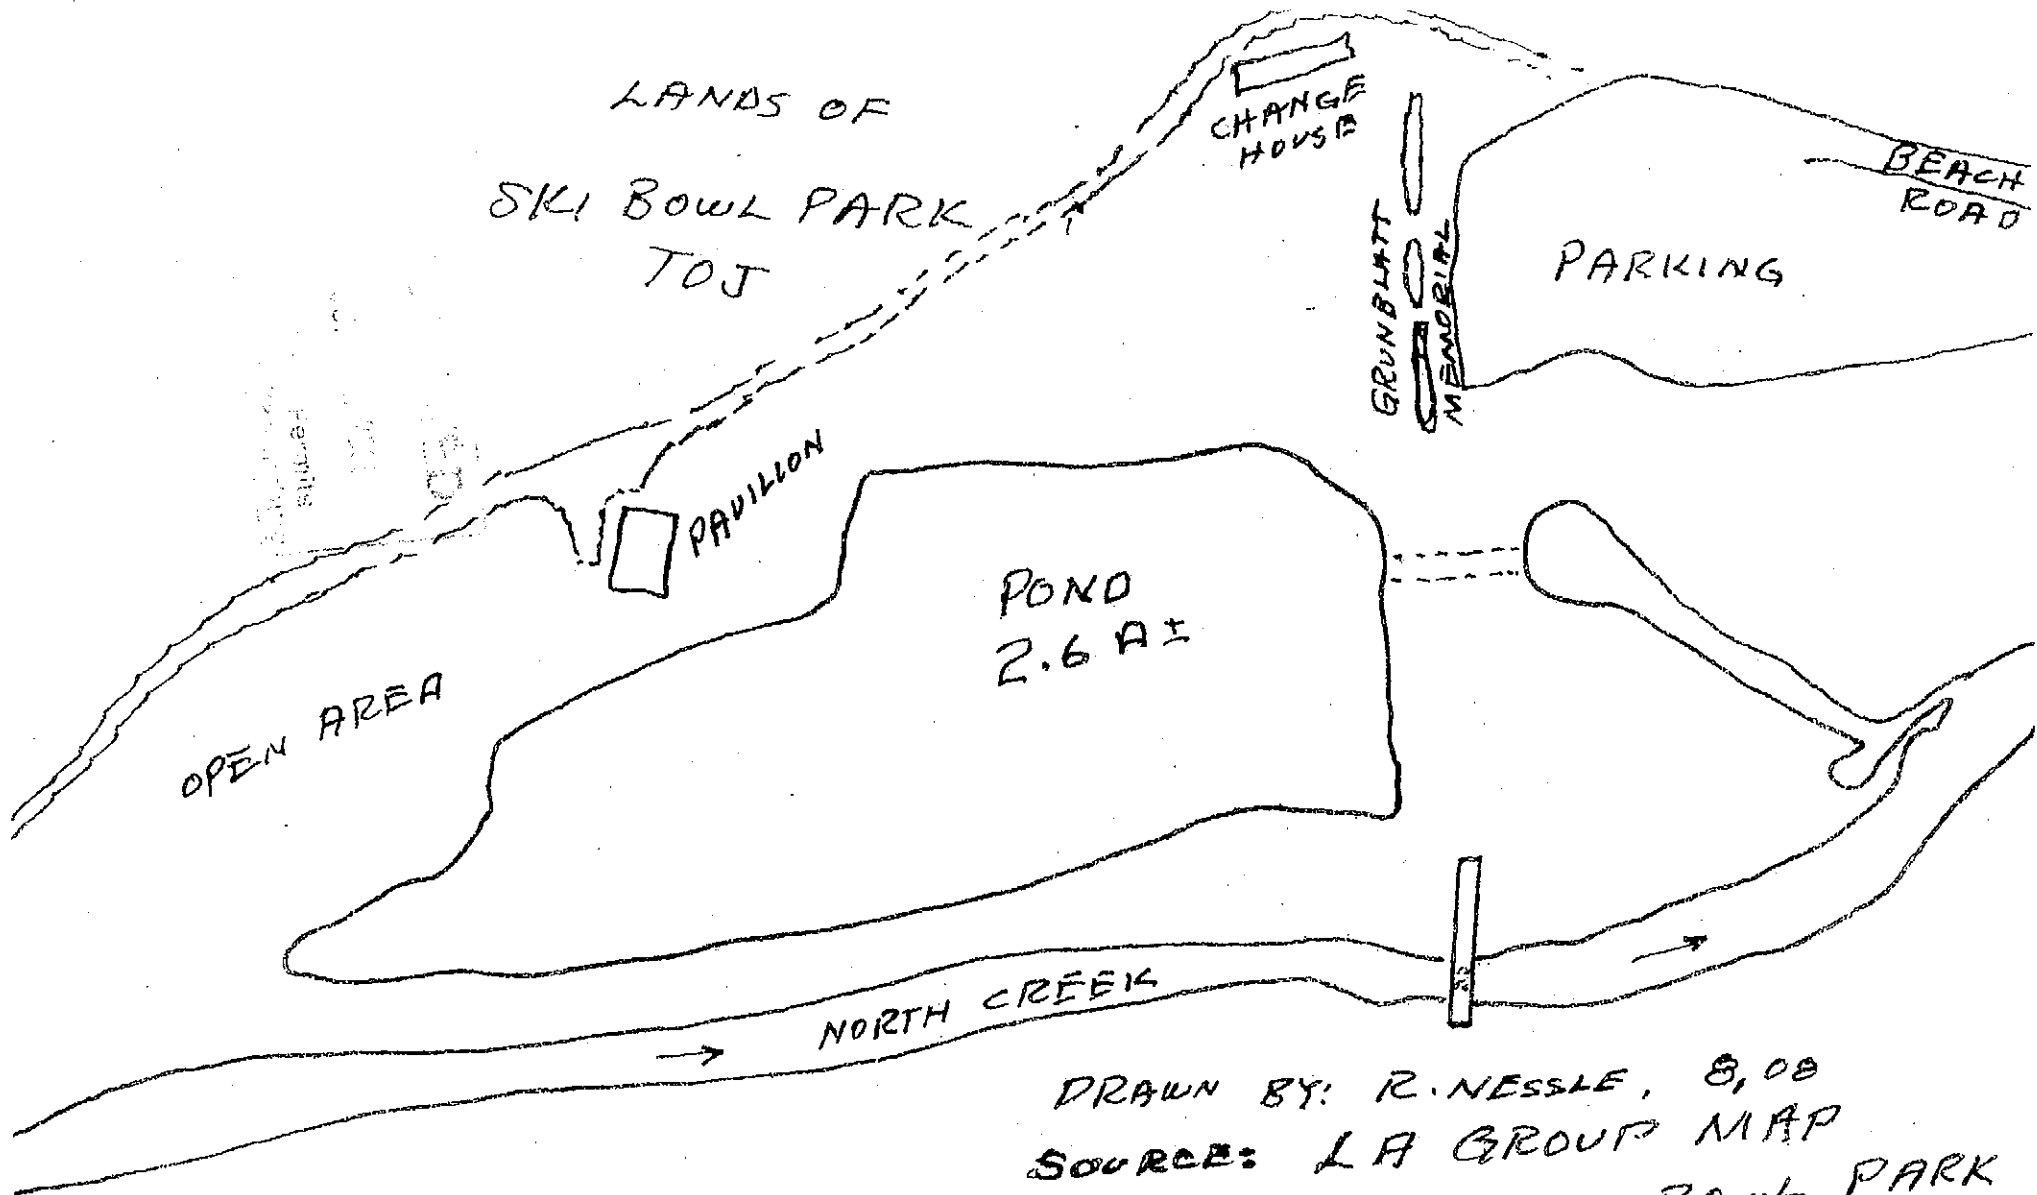 LANDS OF
SKI BOWL PARK
TOJ
CHANGE
HOUSE
BEACH
ROAD
PARKING
GRUNBLATT
MEMORIAL
PAVILLON
POND
2.6 A ±
OPEN AREA
NORTH CREEK
DRAWN BY: R. NESSLE, 8,08
SOURCE: LA GROUP MAP
PARK